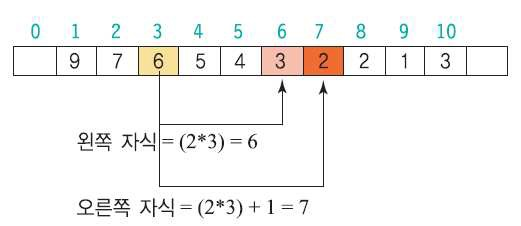 0 1 2 3 4 5 6 7 8 9 10
9 7 6 5 4 3 2 2 1 3
왼쪽 자식 = (2*3) = 6
오른쪽 자식 = (2*3) + 1 = 7